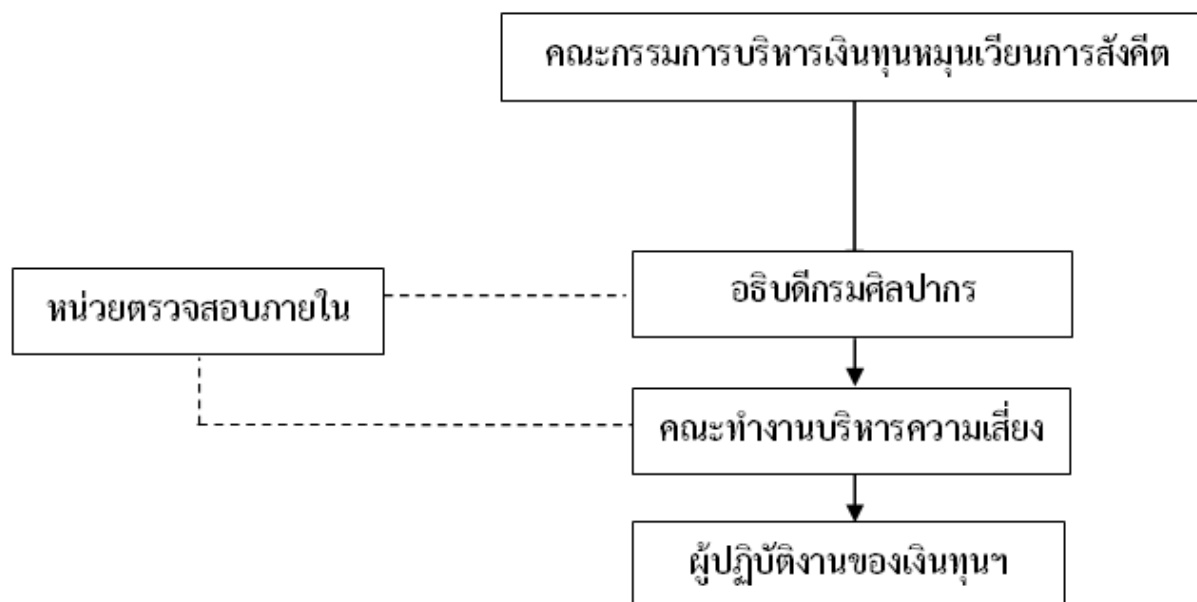 คณะกรรมการบริหารเงินทุนหมุนเวียนการสังคีต
อธิบดีกรมศิลปากร
หน่วยตรวจสอบภายใน
คณะทำงานบริหารความเสี่ยง
ผู้ปฏิบัติงานของเงินทุนฯ